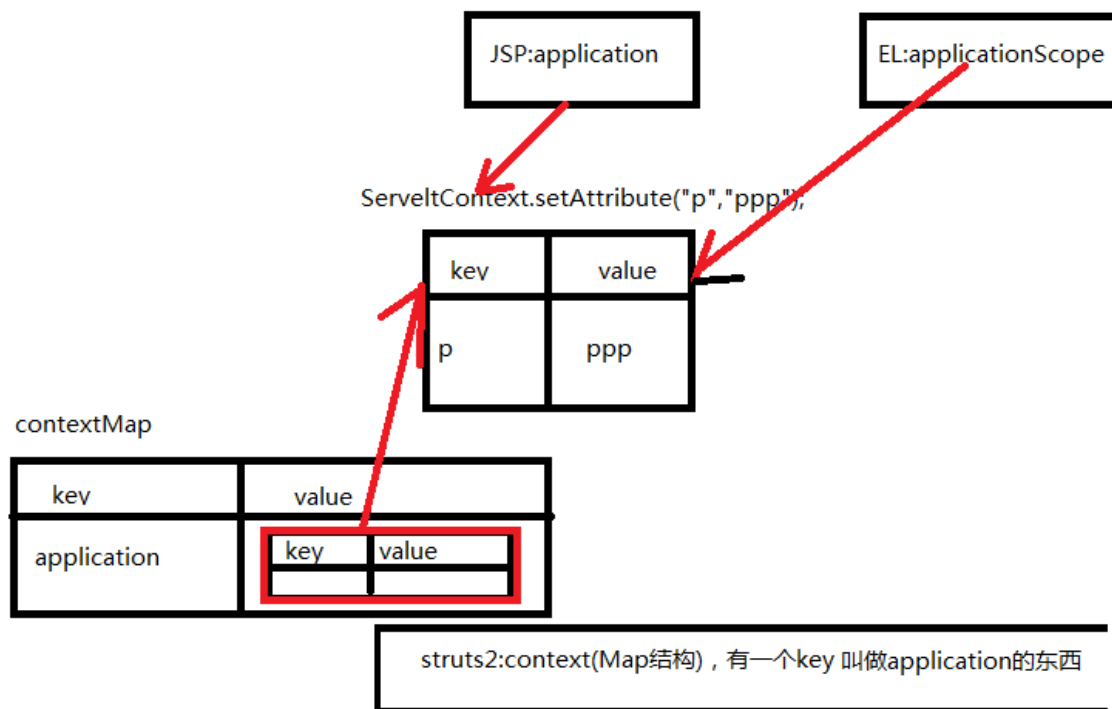 JSP:application
EL:applicationScope
ServeltContext.setAttribute("p","ppp");
key value
p ppp
contextMap
key value
application
key value
struts2:context(Map结构)，有一个key 叫做application的东西